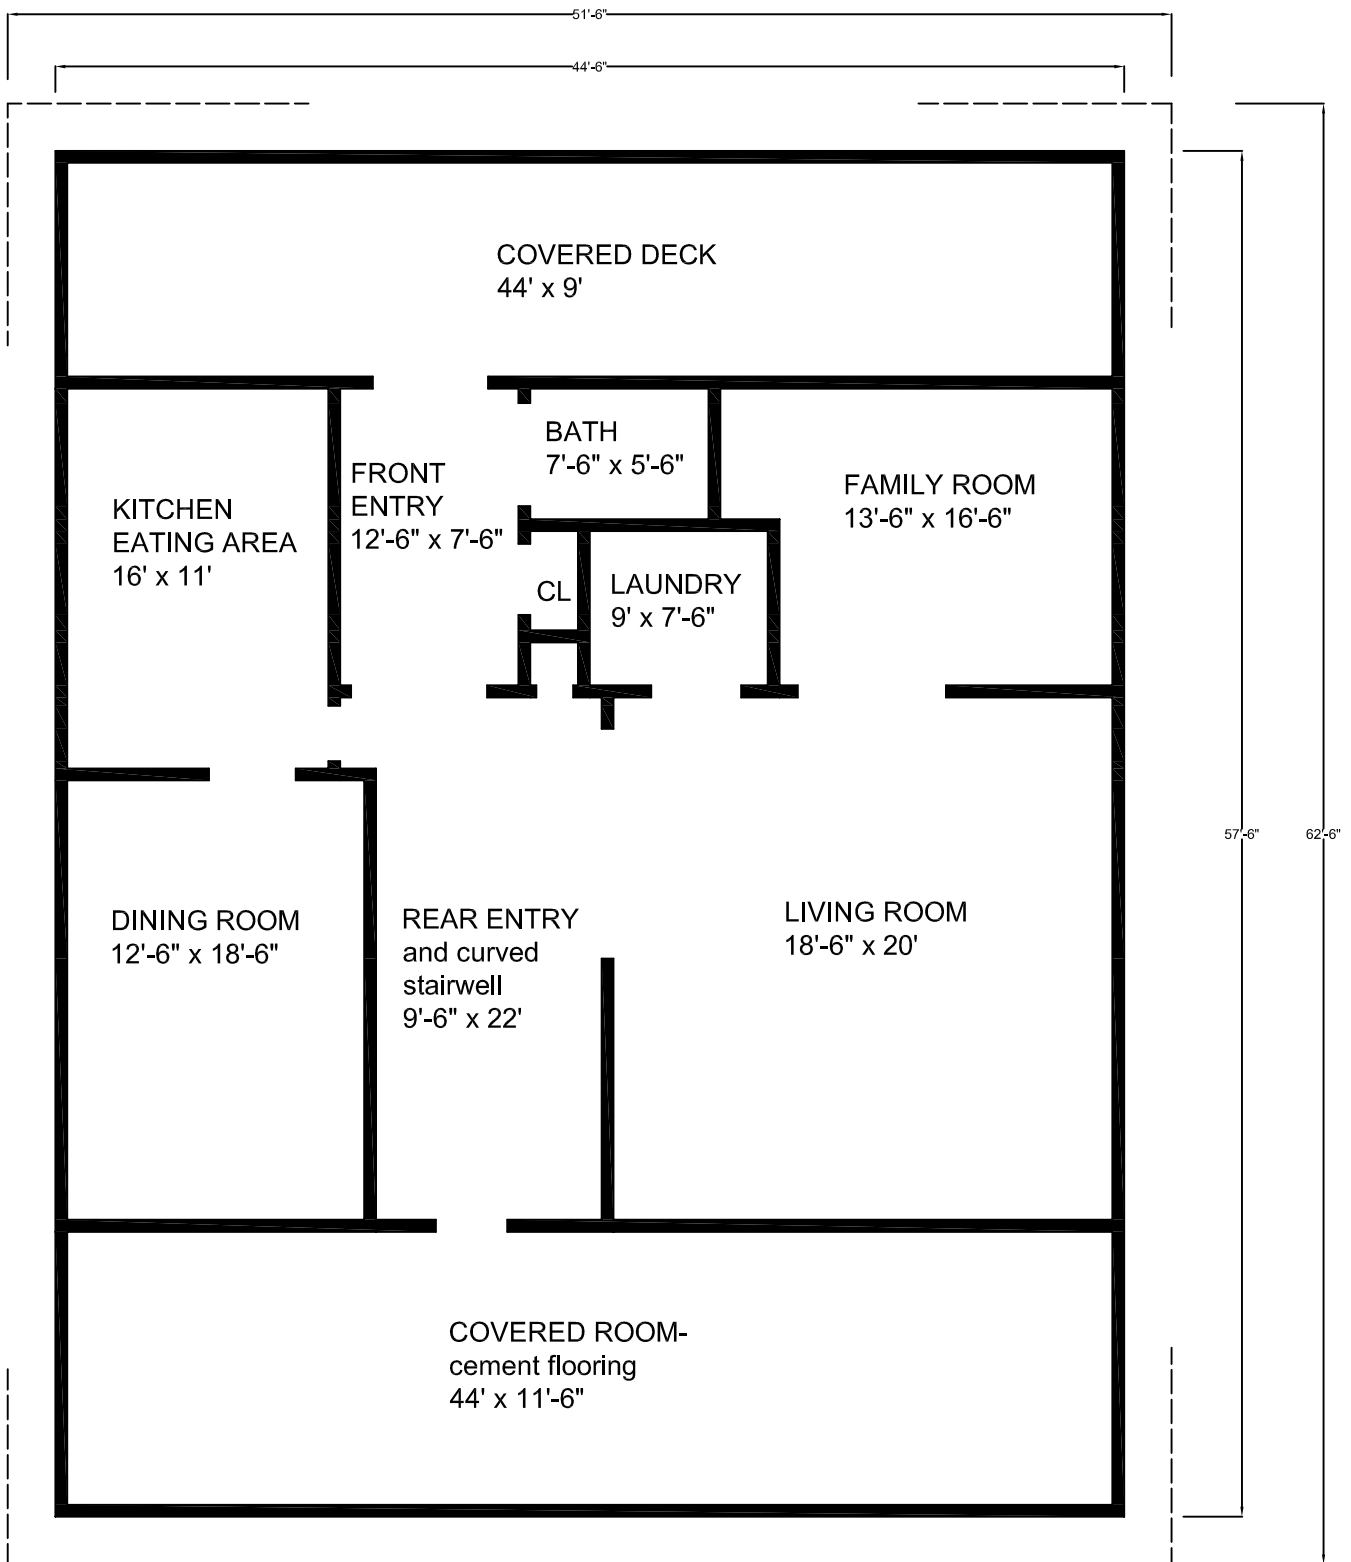 51'-6"
44'-6"
COVERED DECK
44' x 9'
BATH
7'-6" x 5'-6"
FRONT
ENTRY
12'-6" x 7'-6"
FAMILY ROOM
13'-6" x 16'-6"
KITCHEN
EATING AREA
16' x 11'
CL
LAUNDRY
9' x 7'-6"
57'-6"
62'-6"
DINING ROOM
12'-6" x 18'-6"
REAR ENTRY
and curved
stairwell
9'-6" x 22'
LIVING ROOM
18'-6" x 20'
COVERED ROOM-
cement flooring
44' x 11'-6"